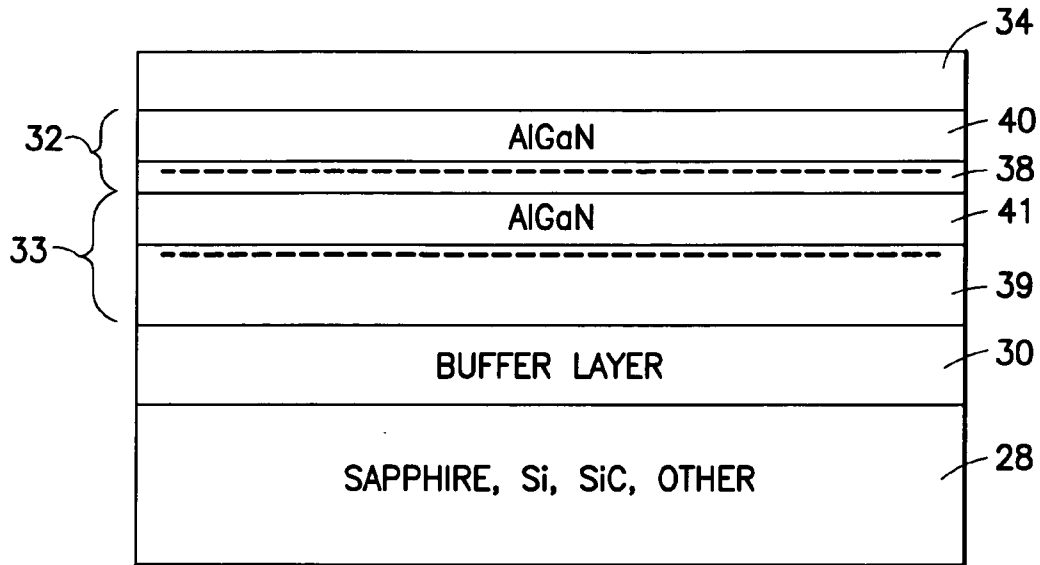 34
32
AlGaN
40
38
AlGaN
41
33
39
BUFFER LAYER
30
SAPPHIRE, Si, SiC, OTHER
28